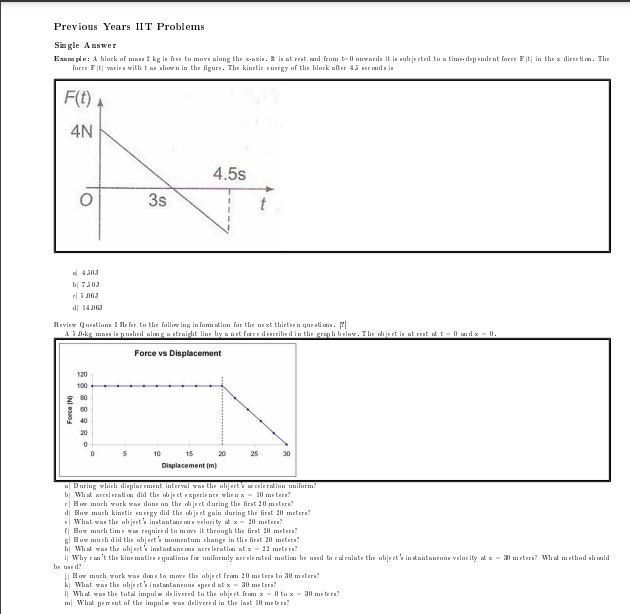 Previous Years IIT Problems
Single Answer
Example: A block of mass 2 kg is free to move along the x-axis. It is at rest and from t=0 onwards it is subjected to a time-dependent force F(t) in the x direction. The
force F(t) varies with t as shown in the figure. The kinetic energy of the block after 4.5 seconds is
F(t)
4N
4.5s
O
3s
t
a) 4.50J
b) 7.50J
c) 5.06J
d) 14.06J
Review Questions I Refer to the following information for the next thirteen questions. [?]
A 5.0-kg mass is pushed along a straight line by a net force described in the graph below. The object is at rest at t = 0 and x = 0.
Force vs Displacement
120
100
80
60
40
20
0
Force (N)
0 5 10 15 20 25 30
Displacement (m)
a) During which displacement interval was the object's acceleration uniform?
b) What acceleration did the object experience when x = 10 meters?
c) How much work was done on the object during the first 20 meters?
d) How much kinetic energy did the object gain during the first 20 meters?
e) What was the object's instantaneous velocity at x = 20 meters?
f) How much time was required to move it through the first 20 meters?
g) How much did the object's momentum change in the first 20 meters?
h) What was the object's instantaneous acceleration at x = 22 meters?
i) Why can't the kinematics equations for uniformly accelerated motion be used to calculate the object's instantaneous velocity at x = 30 meters? What method should
be used?
j) How much work was done to move the object from 20 meters to 30 meters?
k) What was the object's instantaneous speed at x = 30 meters?
l) What was the total impulse delivered to the object from x = 0 to x = 30 meters?
m) What percent of the impulse was delivered in the last 10 meters?